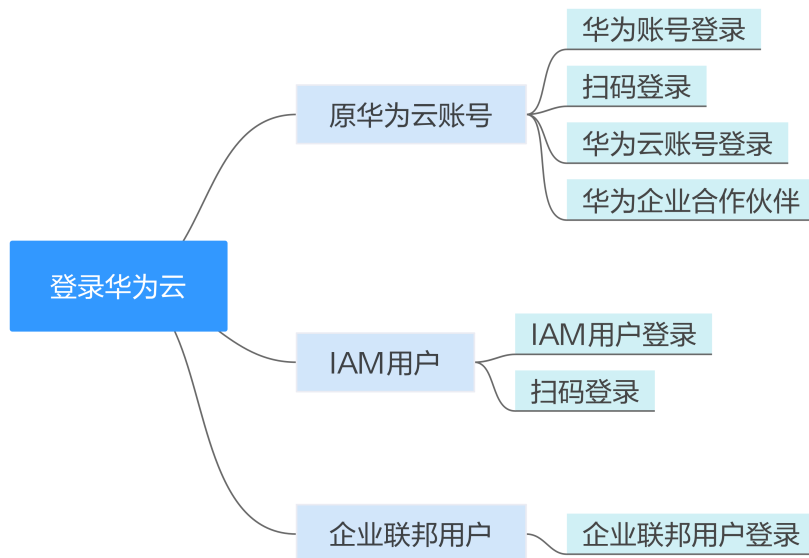 登录华为云
原华为云账号
华为账号登录
扫码登录
华为云账号登录
华为企业合作伙伴
IAM用户
IAM用户登录
扫码登录
企业联邦用户
企业联邦用户登录